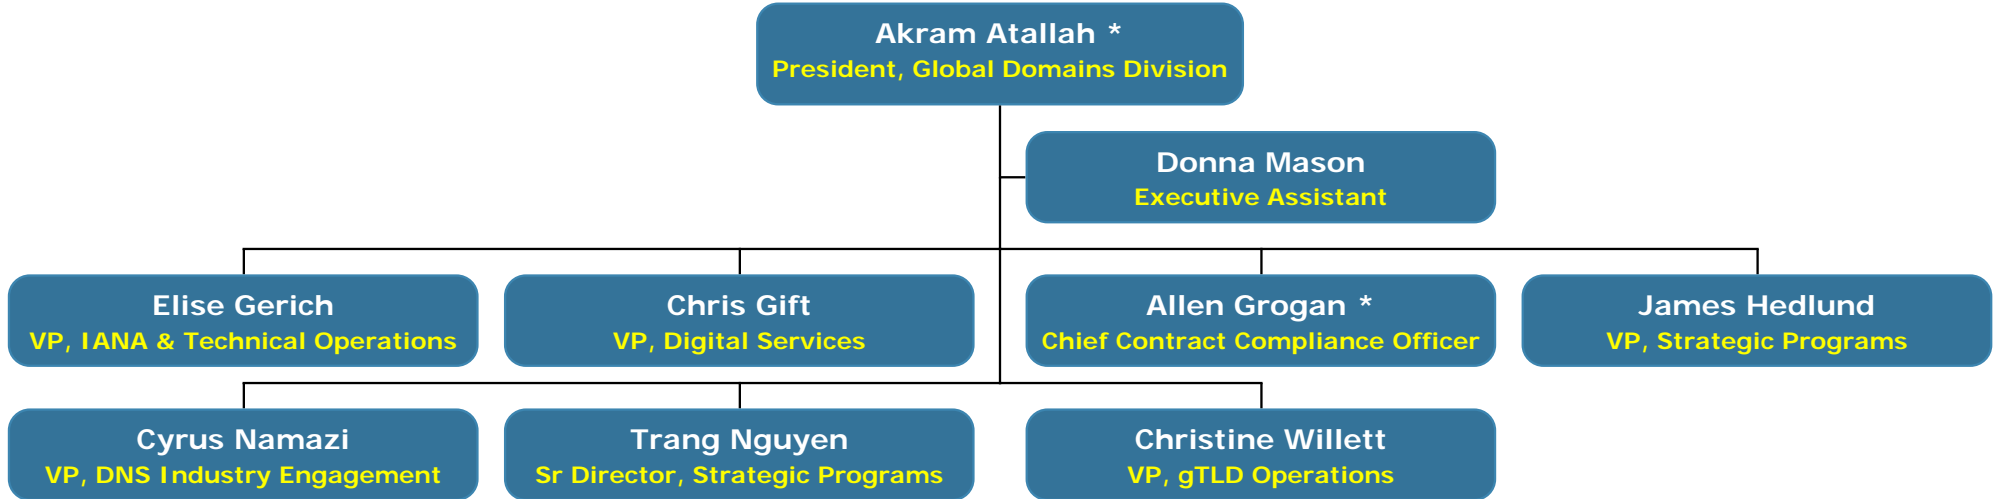 Akram Atallah *
President, Global Domains Division
Donna Mason
Executive Assistant
Elise Gerich
VP, IANA & Technical Operations
Chris Gift
VP, Digital Services
Allen Grogan *
Chief Contract Compliance Officer
James Hedlund
VP, Strategic Programs
Cyrus Namazi
VP, DNS Industry Engagement
Trang Nguyen
Sr Director, Strategic Programs
Christine Willett
VP, gTLD Operations